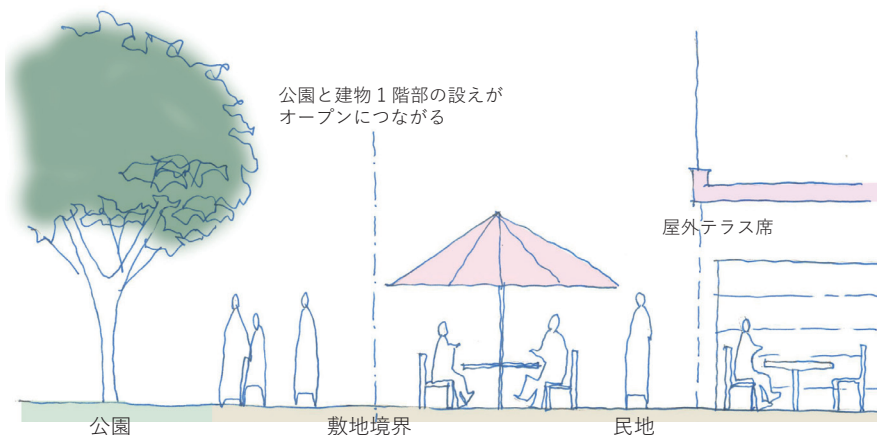 公園と建物１階部の設えが
オープンにつながる
屋外テラス席
公園
敷地境界
民地